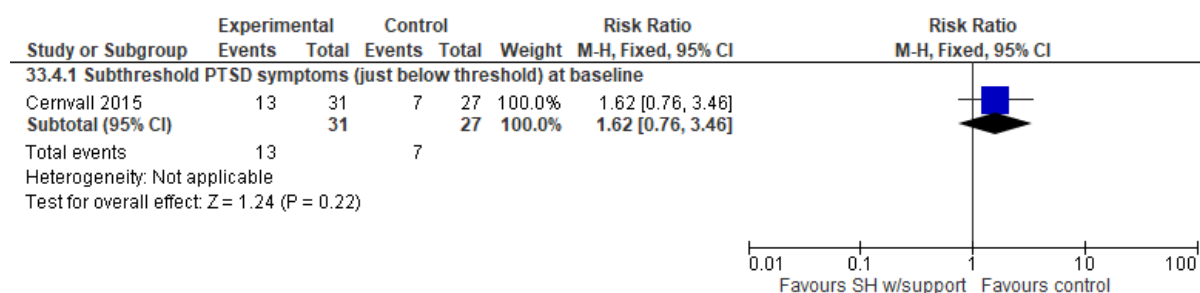 Experimental Control Risk Ratio Risk Ratio
Study or Subgroup Events Total Events Total Weight M-H, Fixed, 95% CI M-H, Fixed, 95% CI
33.4.1 Subthreshold PTSD symptoms (just below threshold) at baseline
Cernvall 2015 13 31 7 27 100.0% 1.62 [0.76, 3.46]
Subtotal (95% CI) 31 27 100.0% 1.62 [0.76, 3.46]
Total events 13 7
Heterogeneity: Not applicable
Test for overall effect: Z = 1.24 (P = 0.22)
0.01 0.1 1 10 100
Favours SH w/support Favours control